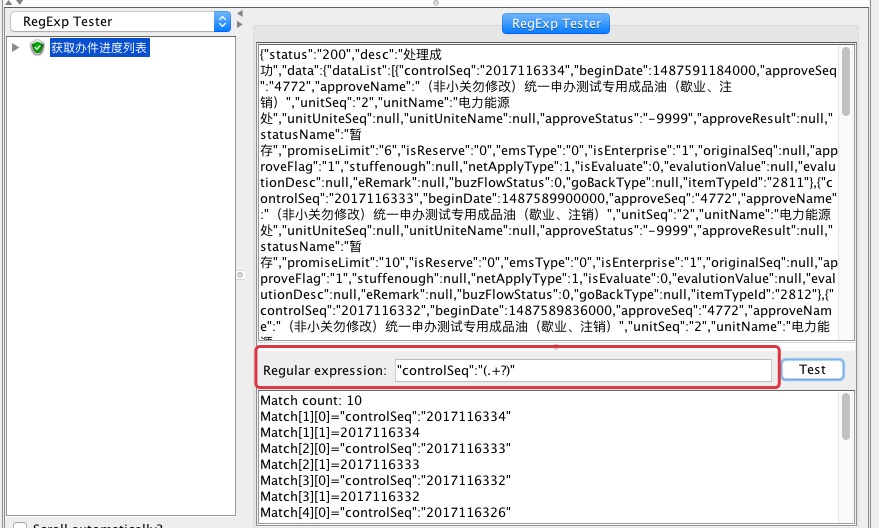 RegExp Tester
RegExp Tester
获取办件进度列表
{"status":"200","desc":"处理成
功","data":{"dataList":[{"controlSeq":"2017116334","beginDate":1487591184000,"approveSeq
":"4772","approveName":"（非小关勿修改）统一申办测试专用成品油（歇业、注
销）","unitSeq":"2","unitName":"电力能源
处","unitUniteSeq":null,"unitUniteName":null,"approveStatus":"-9999","approveResult":null,"
statusName":"暂
存","promiseLimit":"6","isReserve":"0","emsType":"0","isEnterprise":"1","originalSeq":null,"app
roveFlag":"1","stuffenough":null,"netApplyType":1,"isEvaluate":0,"evalutionValue":null,"evalu
tionDesc":null,"eRemark":null,"buzFlowStatus":0,"goBackType":null,"itemTypeId":"2811"},{"c
ontrolSeq":"2017116333","beginDate":1487589900000,"approveSeq":"4772","approveName"
:"（非小关勿修改）统一申办测试专用成品油（歇业、注销）","unitSeq":"2","unitName":"电力能源
处","unitUniteSeq":null,"unitUniteName":null,"approveStatus":"-9999","approveResult":null,"
statusName":"暂
存","promiseLimit":"10","isReserve":"0","emsType":"0","isEnterprise":"1","originalSeq":null,"ap
proveFlag":"1","stuffenough":null,"netApplyType":1,"isEvaluate":0,"evalutionValue":null,"eval
utionDesc":null,"eRemark":null,"buzFlowStatus":0,"goBackType":null,"itemTypeId":"2812"},{"
controlSeq":"2017116332","beginDate":1487589836000,"approveSeq":"4772","approveNam
e":"（非小关勿修改）统一申办测试专用成品油（歇业、注销）","unitSeq":"2","unitName":"电力能
源
Regular expression: "controlSeq":"(.+?)" Test
Match count: 10
Match[1][0]="controlSeq":"2017116334"
Match[1][1]=2017116334
Match[2][0]="controlSeq":"2017116333"
Match[2][1]=2017116333
Match[3][0]="controlSeq":"2017116332"
Match[3][1]=2017116332
Match[4][0]="controlSeq":"2017116326"
Scroll automatically?